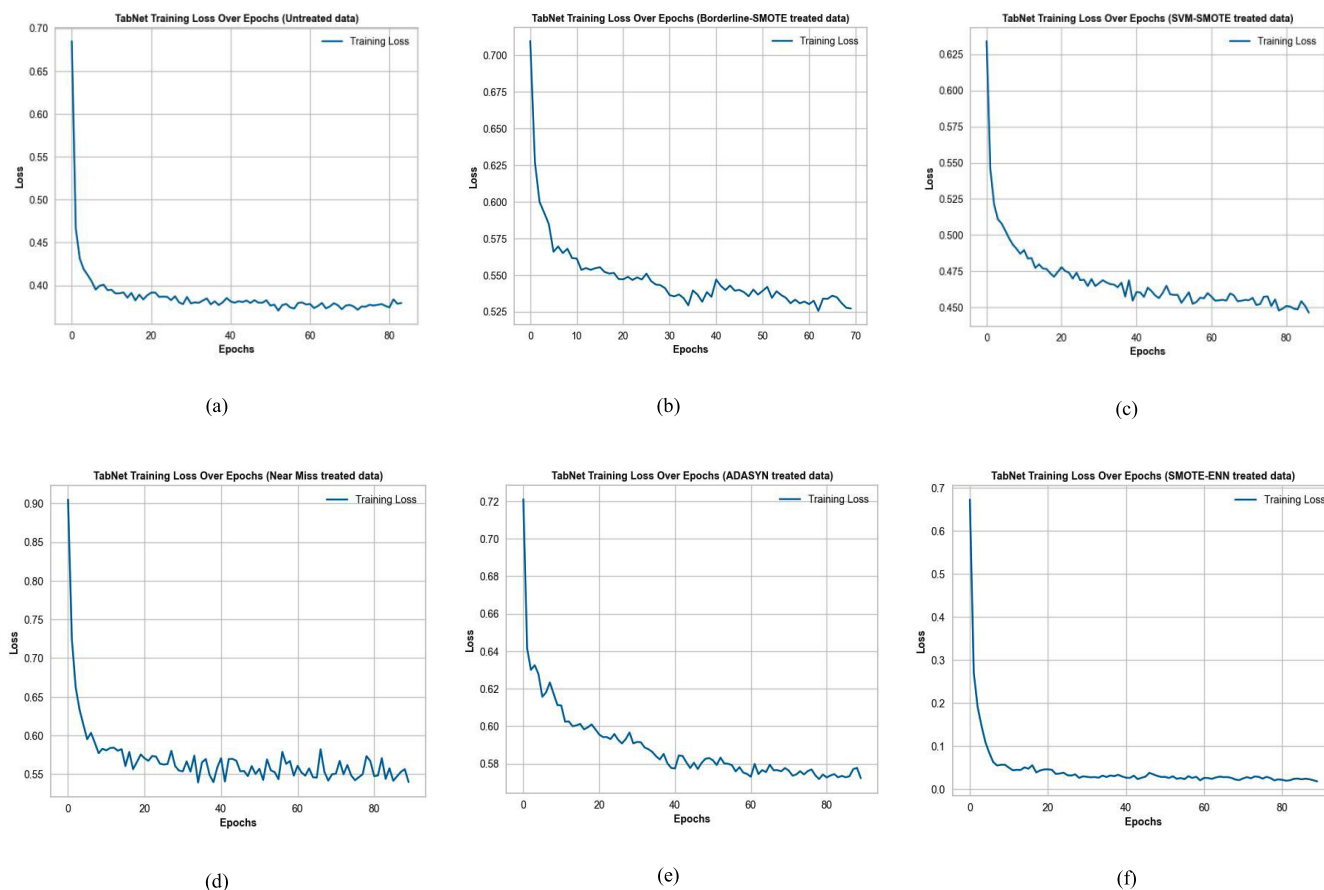 TabNet Training Loss Over Epochs (Untreated data)
Training Loss
0.70
0.65
0.60
0.55
0.50
0.45
0.40
Loss
0 20 40 60 80
Epochs
(a)
TabNet Training Loss Over Epochs (Borderline-SMOTE treated data)
Training Loss
0.700
0.675
0.650
0.625
0.600
0.575
0.550
0.525
Loss
0 10 20 30 40 50 60 70
Epochs
(b)
TabNet Training Loss Over Epochs (SVM-SMOTE treated data)
Training Loss
0.625
0.600
0.575
0.550
0.525
0.500
0.475
0.450
Loss
0 20 40 60 80
Epochs
(c)
TabNet Training Loss Over Epochs (Near Miss treated data)
Training Loss
0.90
0.85
0.80
0.75
0.70
0.65
0.60
0.55
Loss
0 20 40 60 80
Epochs
(d)
TabNet Training Loss Over Epochs (ADASYN treated data)
Training Loss
0.72
0.70
0.68
0.66
0.64
0.62
0.60
0.58
Loss
0 20 40 60 80
Epochs
(e)
TabNet Training Loss Over Epochs (SMOTE-ENN treated data)
Training Loss
0.7
0.6
0.5
0.4
0.3
0.2
0.1
0.0
Loss
0 20 40 60 80
Epochs
(f)